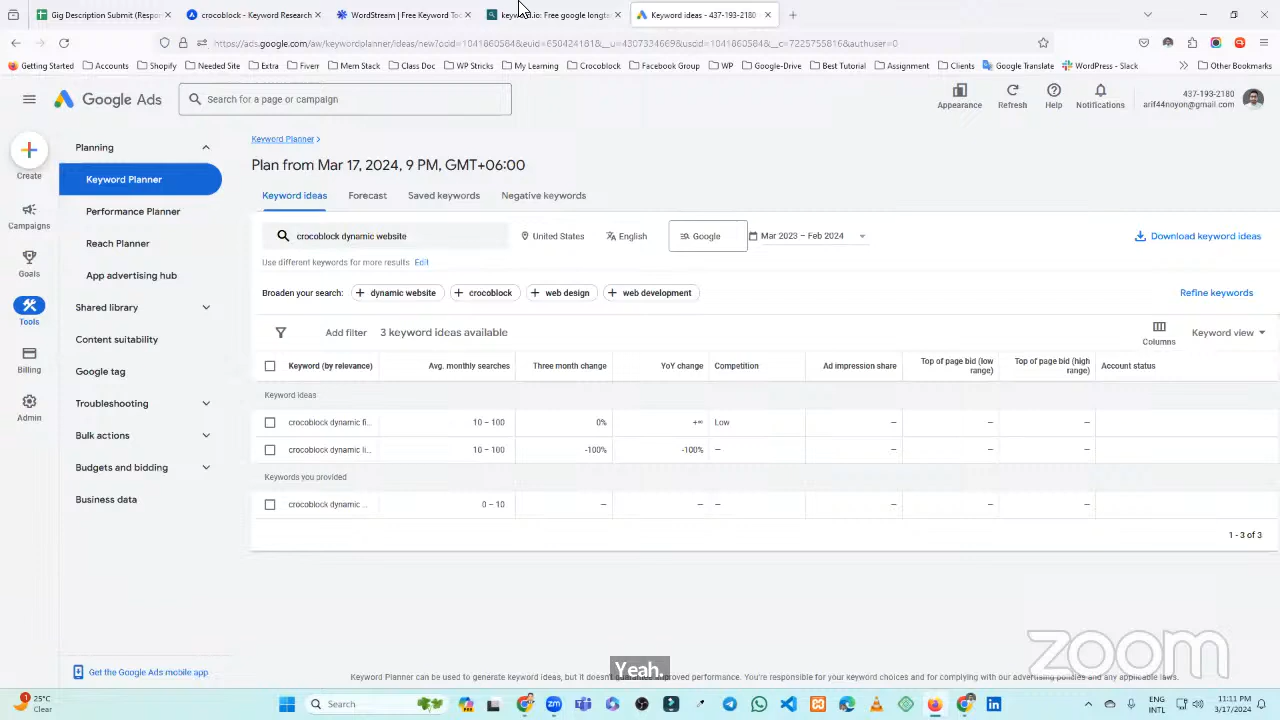 Gig Description Submit (Respo
crocoblock - Keyword Research
WordStream | Free Keyword To
Free google longta
Keyword ideas - 437-193-2180
Getting Started
Accounts
Shopify
Needed Site
Extra
Fiverr
Mem Stack
Class Doc
WP Stricks
My Learning
Crocoblock
Facebook Group
WP
Google-Drive
Best Tutorial
Assignment
Clients
Google Translate
WordPress - Slack
Other Bookmarks
Google Ads
Search for a page or campaign
Appearance
Refresh
Help
Notifications
437-193-2180
arif44noyon@gmail.com
Create
Campaigns
Goals
Tools
Billing
Admin
Planning
Keyword Planner
Performance Planner
Reach Planner
App advertising hub
Shared library
Content suitability
Google tag
Troubleshooting
Bulk actions
Budgets and bidding
Business data
Get the Google Ads mobile app
Keyword Planner
Plan from Mar 17, 2024, 9 PM, GMT+06:00
Keyword ideas Forecast Saved keywords Negative keywords
crocoblock dynamic website United States English Google Mar 2023 – Feb 2024 Download keyword ideas
Use different keywords for more results Edit
Broaden your search: + dynamic website + crocoblock + web design + web development Refine keywords
Add filter 3 keyword ideas available Columns Keyword view
Keyword (by relevance) Avg. monthly searches Three month change YoY change Competition Ad impression share Top of page bid (low range) Top of page bid (high range) Account status
Keyword ideas
crocoblock dynamic fi... 10 – 100 0% +∞ Low – – –
crocoblock dynamic li... 10 – 100 -100% -100% – – – –
Keywords you provided
crocoblock dynamic ... 0 – 10 – – – – – –
1 - 3 of 3
zoom
Yeah.
25°C
Clear
Search
ENG
INTL
11:11 PM
3/17/2024